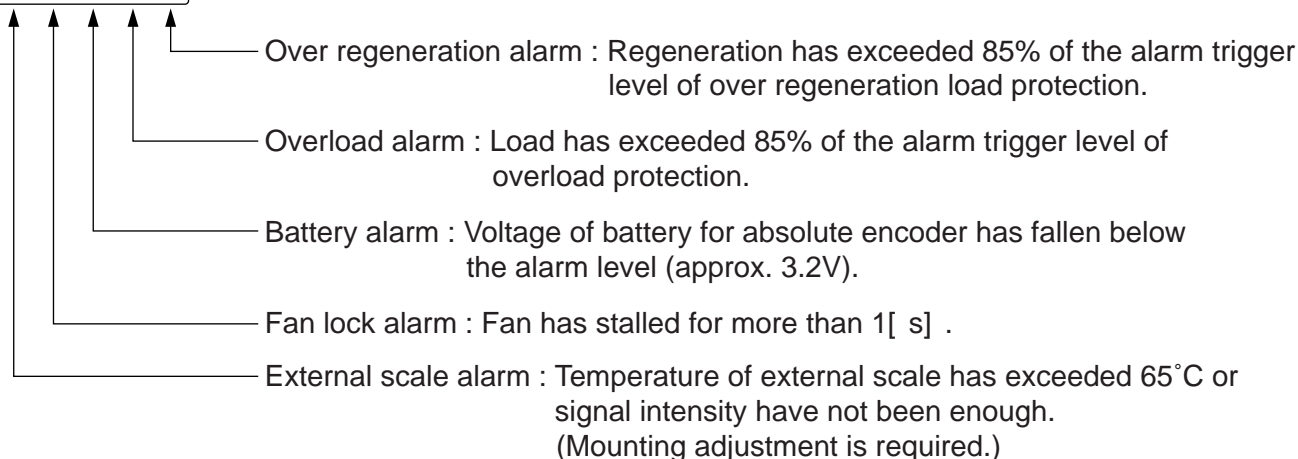 Over regeneration alarm : Regeneration has exceeded 85% of the alarm trigger
level of over regeneration load protection.
Overload alarm : Load has exceeded 85% of the alarm trigger level of
overload protection.
Battery alarm : Voltage of battery for absolute encoder has fallen below
the alarm level (approx. 3.2V).
Fan lock alarm : Fan has stalled for more than 1[ s] .
External scale alarm : Temperature of external scale has exceeded 65˚C or
signal intensity have not been enough.
(Mounting adjustment is required.)